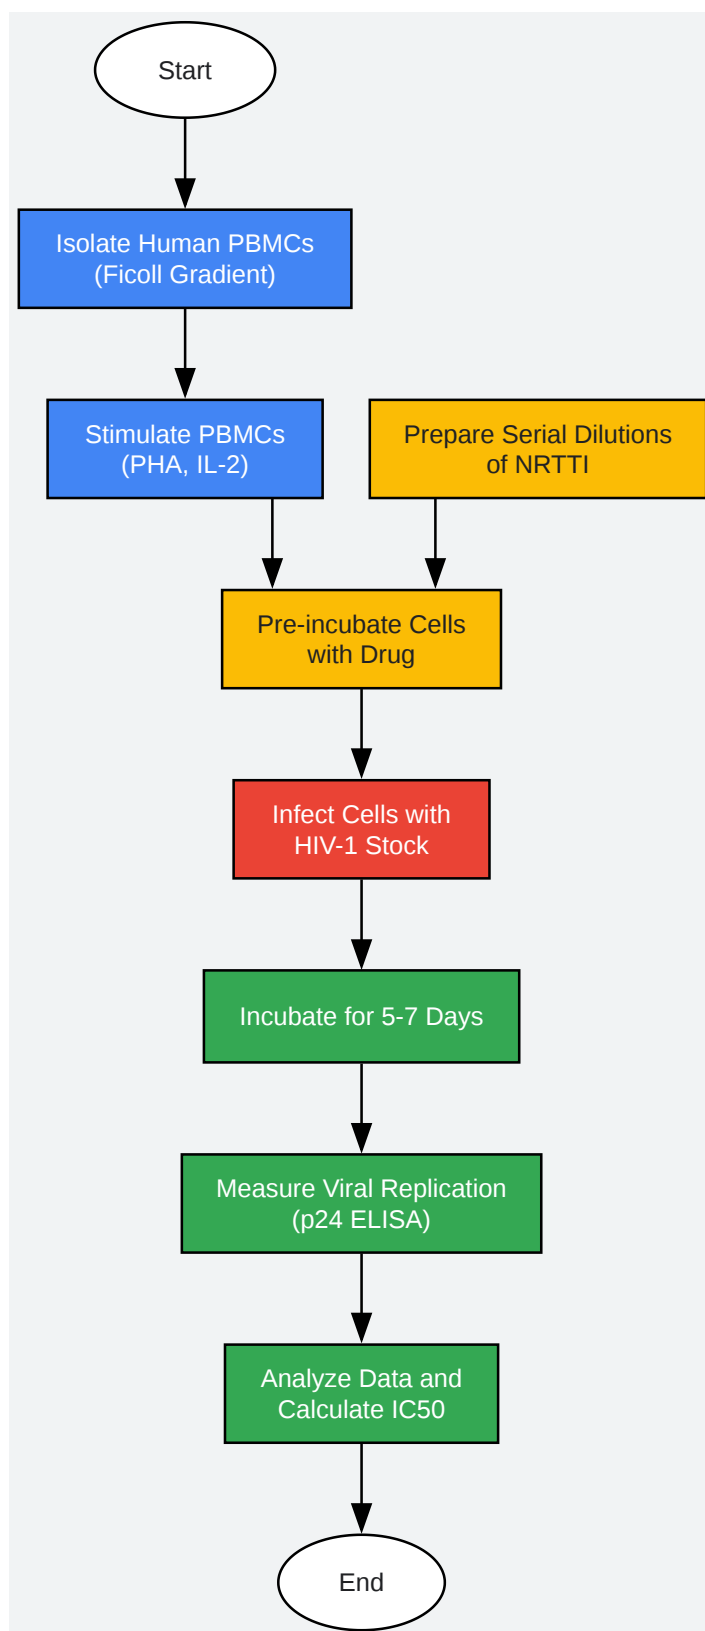 Start
Isolate Human PBMCs
(Ficoll Gradient)
Stimulate PBMCs
(PHA, IL-2)
Prepare Serial Dilutions
of NRTTI
Pre-incubate Cells
with Drug
Infect Cells with
HIV-1 Stock
Incubate for 5-7 Days
Measure Viral Replication
(p24 ELISA)
Analyze Data and
Calculate IC50
End